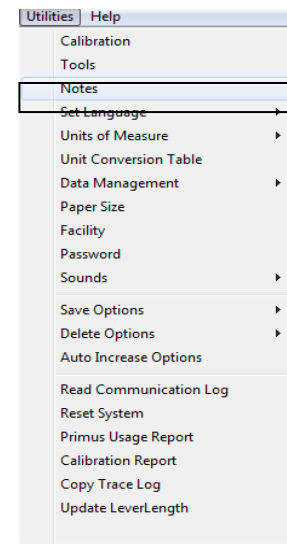 Utilities Help
Calibration
Tools
Notes
Set Language
Units of Measure
Unit Conversion Table
Data Management
Paper Size
Facility
Password
Sounds
Save Options
Delete Options
Auto Increase Options
Read Communication Log
Reset System
Primus Usage Report
Calibration Report
Copy Trace Log
Update LeverLength